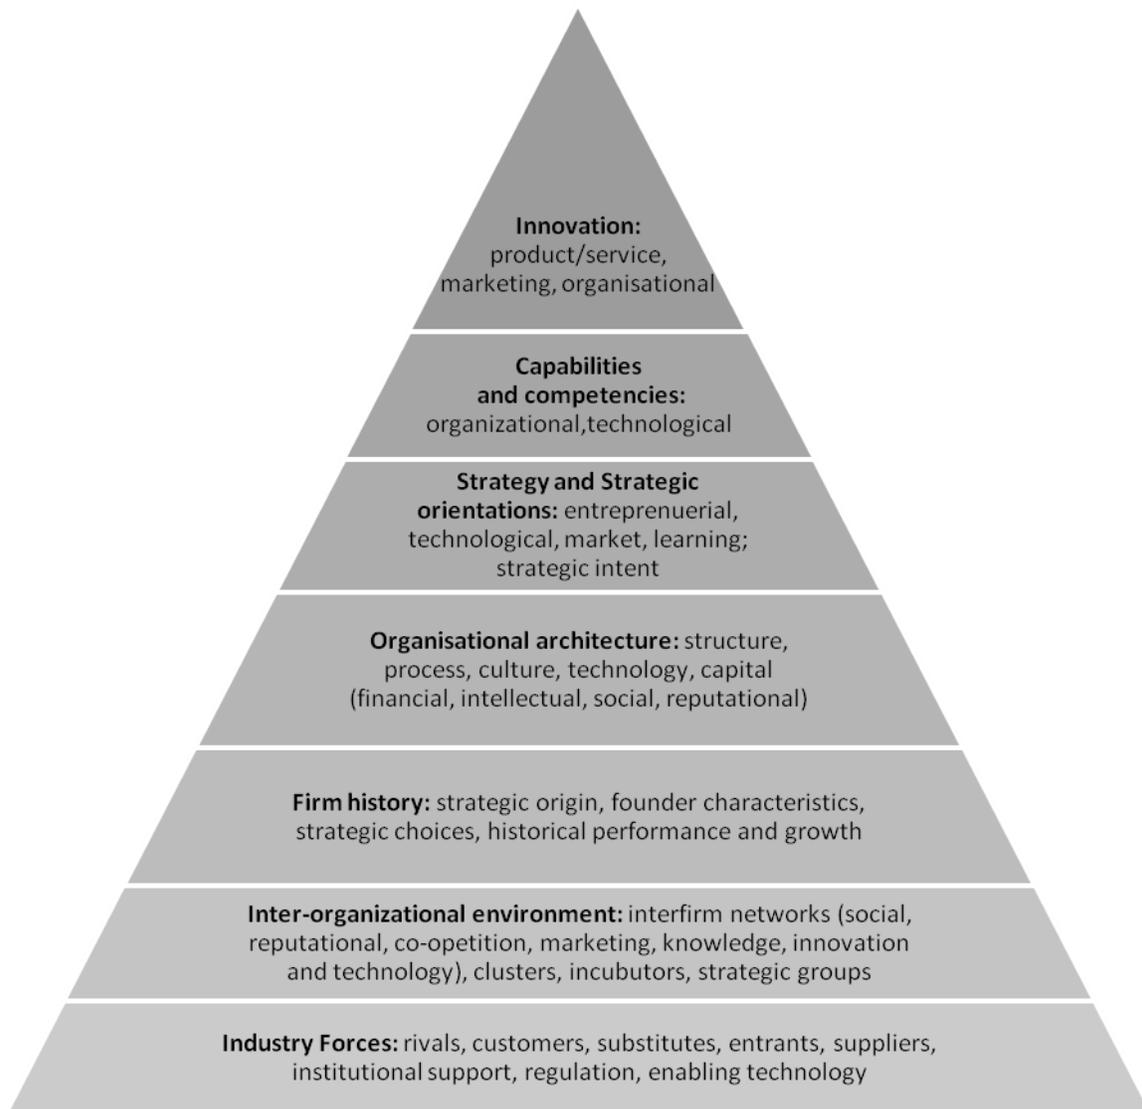 Innovation:
product/service,
marketing, organisational
Capabilities
and competencies:
organizational,technological
Strategy and Strategic
orientations: entreprenuerial,
technological, market, learning;
strategic intent
Organisational architecture: structure,
process, culture, technology, capital
(financial, intellectual, social, reputational)
Firm history: strategic origin, founder characteristics,
strategic choices, historical performance and growth
Inter-organizational environment: interfirm networks (social,
reputational, co-opetition, marketing, knowledge, innovation
and technology), clusters, incubutors, strategic groups
Industry Forces: rivals, customers, substitutes, entrants, suppliers,
institutional support, regulation, enabling technology